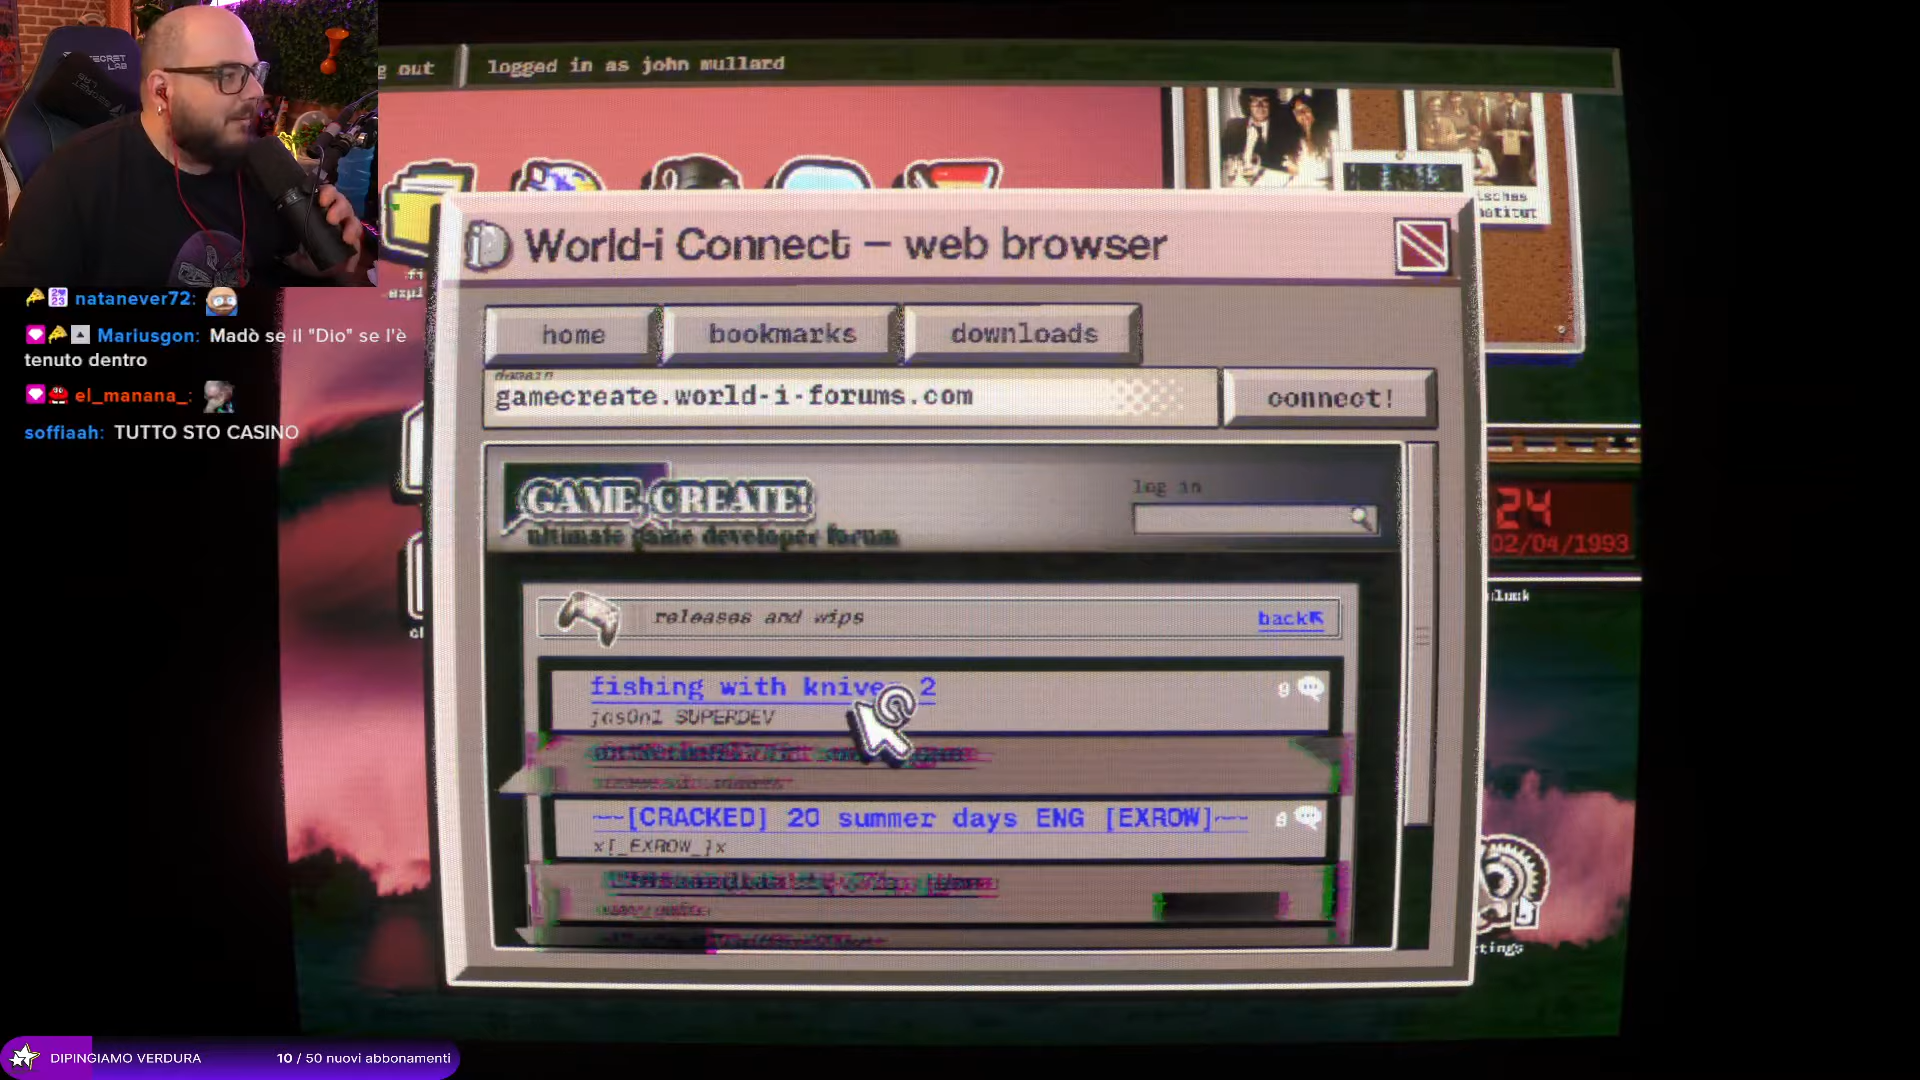 g out
logged in as john mullard
World-i Connect – web browser
home
bookmarks
downloads
domain
gamecreate.world-i-forums.com
connect!
GAME, CREATE!
ultimate game developer forum
log in
releases and wips
back
fishing with knive 2
9
jas0n1 SUPERDEV
~~[CRACKED] 20 summer days ENG [EXROW]~~
9
x[_EXROW_]x
24
02/04/1993
natanever72:
Mariusgon: Madò se il "Dio" se l'è
tenuto dentro
el_manana_:
soffiaah: TUTTO STO CASINO
DIPINGIAMO VERDURA
10 / 50 nuovi abbonamenti